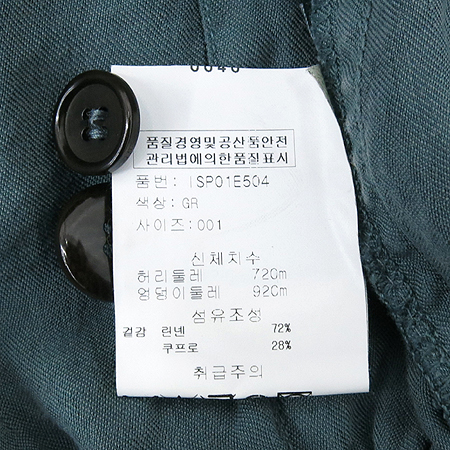 0040
품질경영및공산품안전
관리법에의한품질표시
품번: ISP01E504
색상: GR
사이즈: 001
신체치수
허리둘레 72Cm
엉덩이둘레 92Cm
섬유조성
겉감 린넨 72%
쿠프로 28%
취급주의